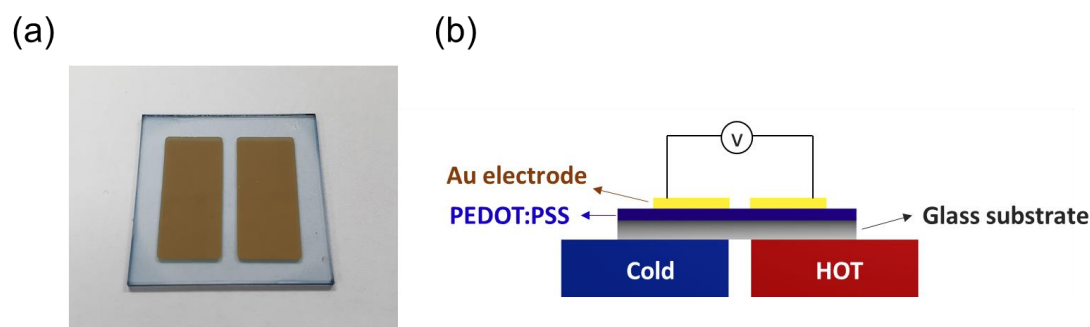 (a)
(b)
V
Au electrode
PEDOT:PSS
Glass substrate
Cold
HOT